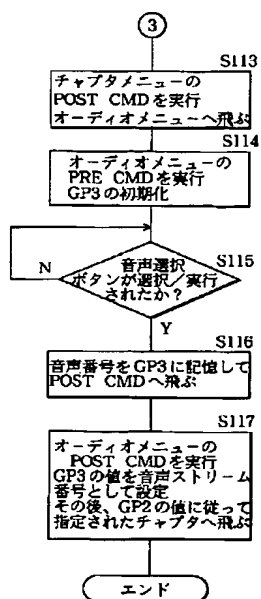 3
S113
チャプタメニューの
POST CMDを実行
オーディオメニューへ飛ぶ
S114
オーディオメニューの
PRE CMDを実行
GP3の初期化
S115
音声選択
ボタンが選択/実行
されたか?
N
Y
S116
音声番号をGP3に記憶して
POST CMDへ飛ぶ
S117
オーディオメニューの
POST CMDを実行
GP3の値を音声ストリーム
番号として設定
その後、GP2の値に従って
指定されたチャプタへ飛ぶ
エンド